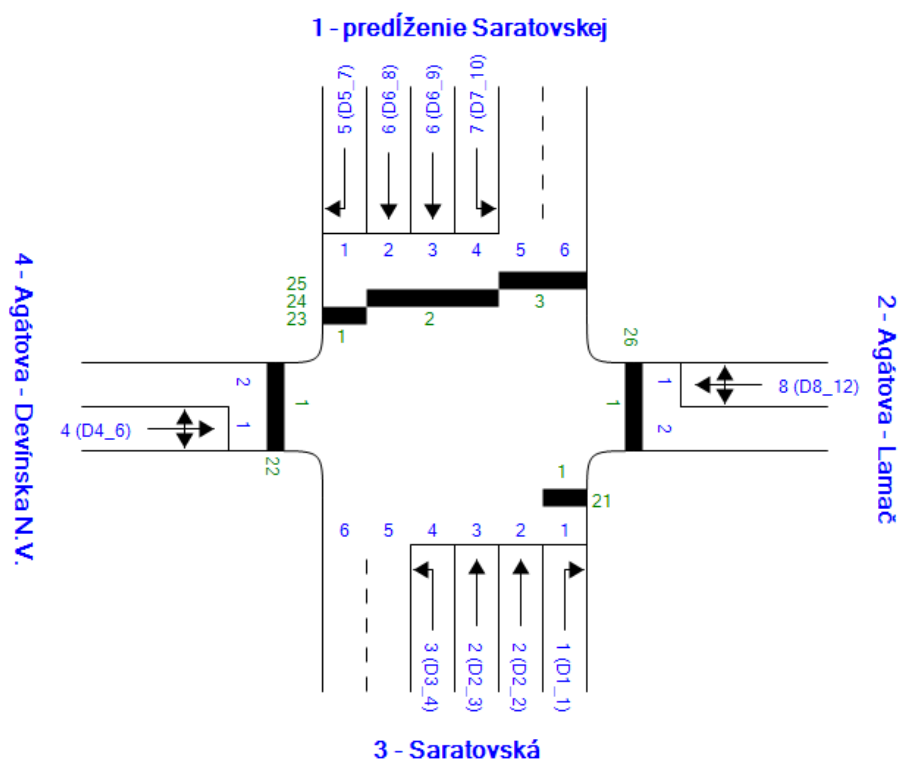 1 - predĺženie Saratovskej
5 (D5_7)
6 (D6_8)
6 (D6_9)
7 (D7_10)
1 2 3 4 5 6
25
24
23
1 2 3
26
4 - Agátova - Devínska N.V.
2
1
4 (D4_6)
1
22
1
1
2
8 (D8_12)
2 - Agátova - Lamač
1
21
6 5 4 3 2 1
3 (D3_4)
2 (D2_3)
2 (D2_2)
1 (D1_1)
3 - Saratovská